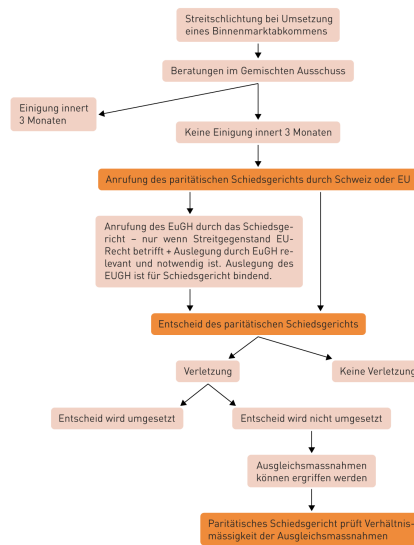 Streitschlichtung bei Umsetzung
eines Binnenmarktabkommens
Beratungen im Gemischten Ausschuss
Einigung innert
3 Monaten
Keine Einigung innert 3 Monaten
Anrufung des paritätischen Schiedsgerichts durch Schweiz oder EU
Anrufung des EuGH durch das Schiedsge-
richt – nur wenn Streitgegenstand EU-
Recht betrifft + Auslegung durch EuGH re-
levant und notwendig ist. Auslegung des
EUGH ist für Schiedsgericht bindend.
Entscheid des paritätischen Schiedsgerichts
Verletzung
Keine Verletzung
Entscheid wird umgesetzt
Entscheid wird nicht umgesetzt
Ausgleichsmassnahmen
können ergriffen werden
Paritätisches Schiedsgericht prüft Verhältnis-
mässigkeit der Ausgleichsmassnahmen